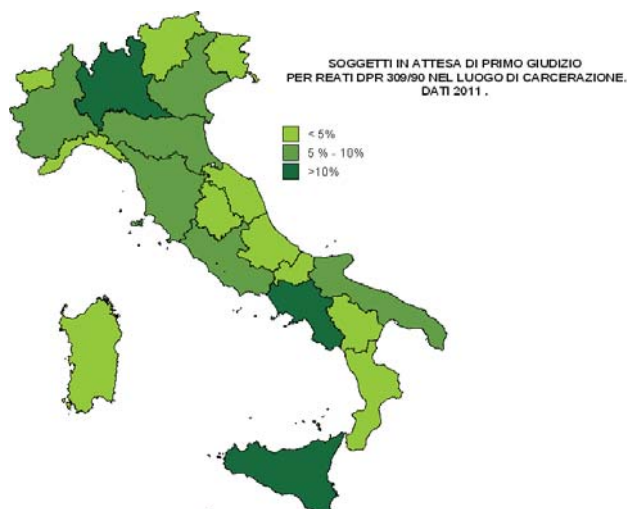 SOGGETTI IN ATTESA DI PRIMO GIUDIZIO
PER REATI DPR 309/90 NEL LUOGO DI CARCERAZIONE.
DATI 2011 .
< 5%
5 % - 10%
>10%